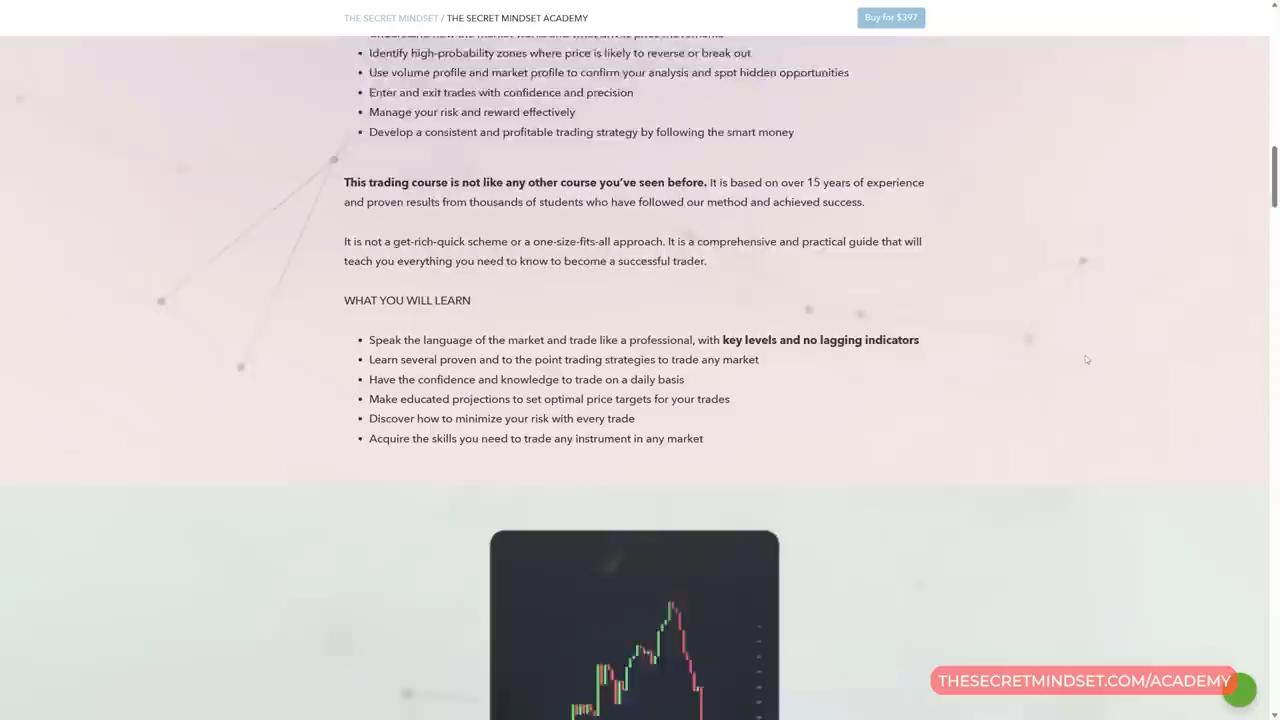 THE SECRET MINDSET / THE SECRET MINDSET ACADEMY
Buy for $397
Identify high-probability zones where price is likely to reverse or break out
Use volume profile and market profile to confirm your analysis and spot hidden opportunities
Enter and exit trades with confidence and precision
Manage your risk and reward effectively
Develop a consistent and profitable trading strategy by following the smart money
This trading course is not like any other course you’ve seen before. It is based on over 15 years of experience
and proven results from thousands of students who have followed our method and achieved success.
It is not a get-rich-quick scheme or a one-size-fits-all approach. It is a comprehensive and practical guide that will
teach you everything you need to know to become a successful trader.
WHAT YOU WILL LEARN
Speak the language of the market and trade like a professional, with key levels and no lagging indicators
Learn several proven and to the point trading strategies to trade any market
Have the confidence and knowledge to trade on a daily basis
Make educated projections to set optimal price targets for your trades
Discover how to minimize your risk with every trade
Acquire the skills you need to trade any instrument in any market
THESECRETMINDSET.COM/ACADEMY